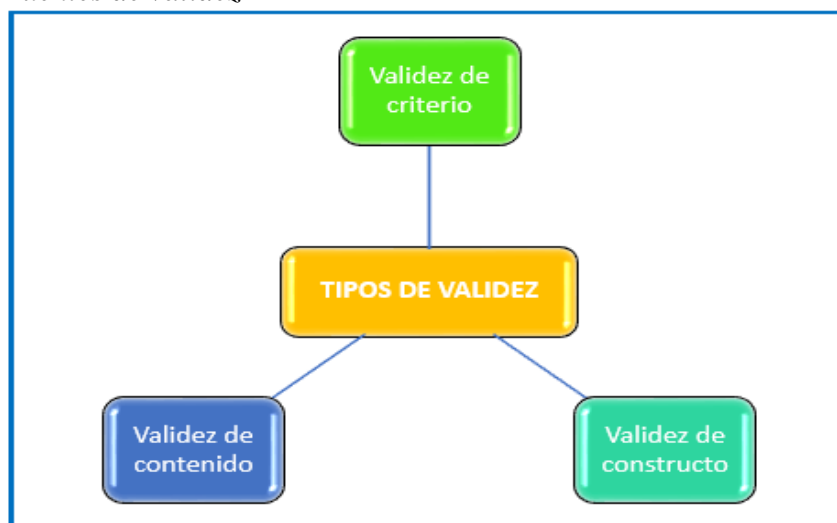 Validez de
criterio
TIPOS DE VALIDEZ
Validez de
contenido
Validez de
constructo